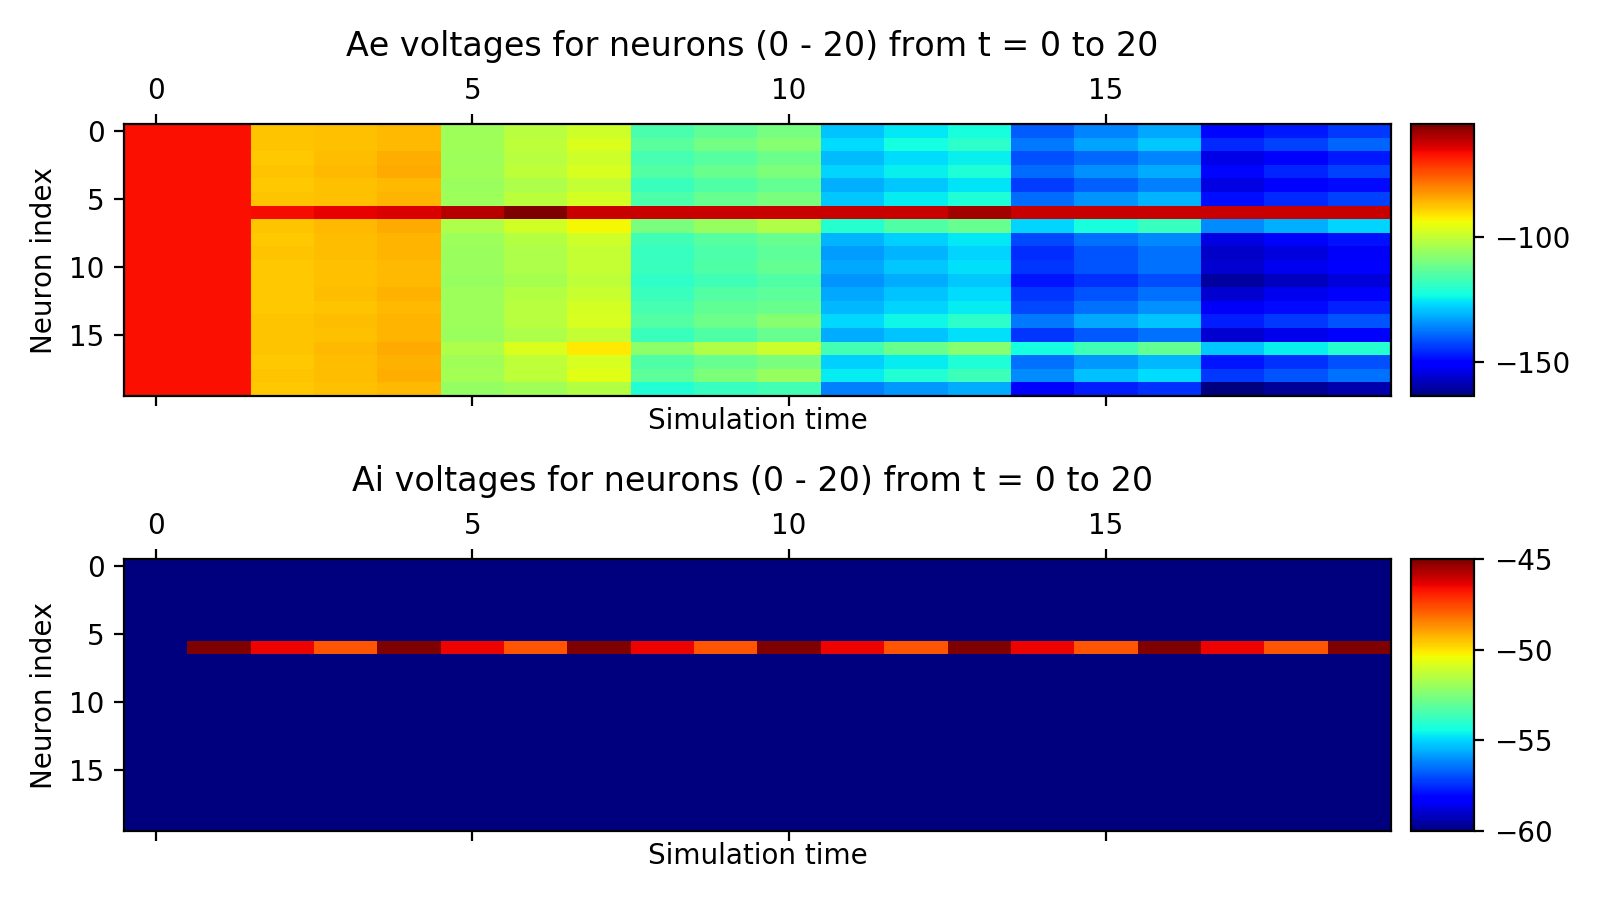 Ae voltages for neurons (0 - 20) from t = 0 to 20
0 5 10 15
Neuron index
0
5
10
15
−100
−150
Simulation time
Ai voltages for neurons (0 - 20) from t = 0 to 20
0 5 10 15
Neuron index
0
5
10
15
−45
−50
−55
−60
Simulation time